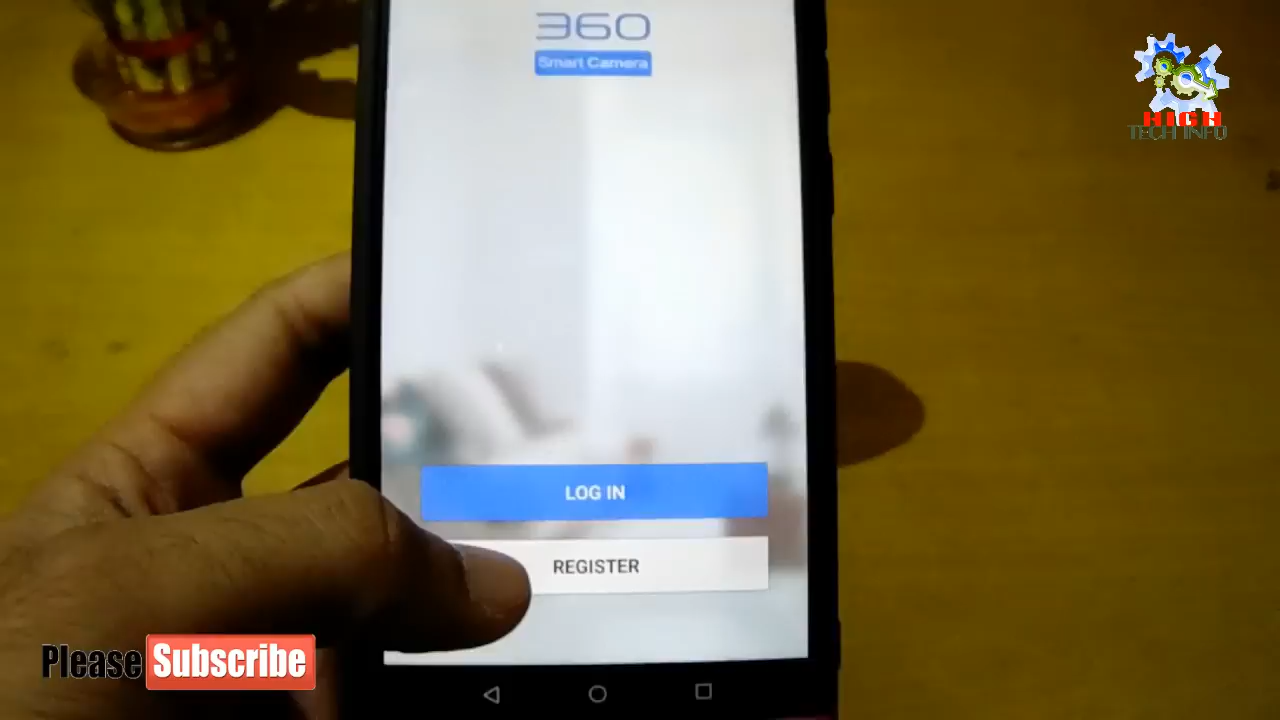 360
Smart Camera
HIGH
TECH INFO
LOG IN
REGISTER
Please Subscribe